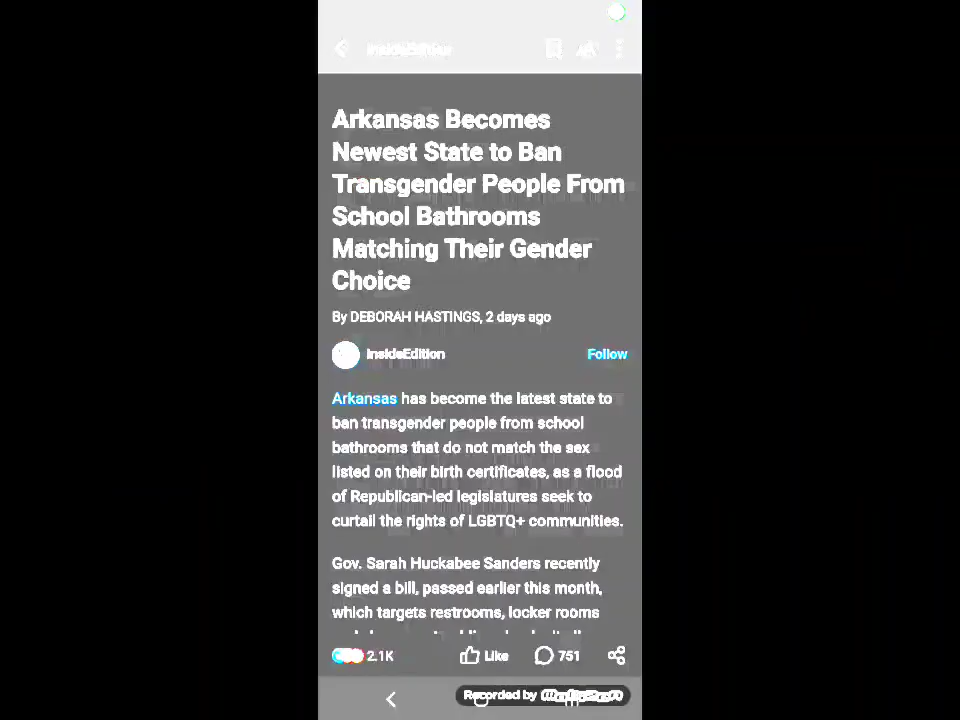 InsideEdition
Arkansas Becomes
Newest State to Ban
Transgender People From
School Bathrooms
Matching Their Gender
Choice
By DEBORAH HASTINGS, 2 days ago
InsideEdition
Follow
Arkansas has become the latest state to
ban transgender people from school
bathrooms that do not match the sex
listed on their birth certificates, as a flood
of Republican-led legislatures seek to
curtail the rights of LGBTQ+ communities.
Gov. Sarah Huckabee Sanders recently
signed a bill, passed earlier this month,
which targets restrooms, locker rooms
2.1K
Like
751
Recorded by